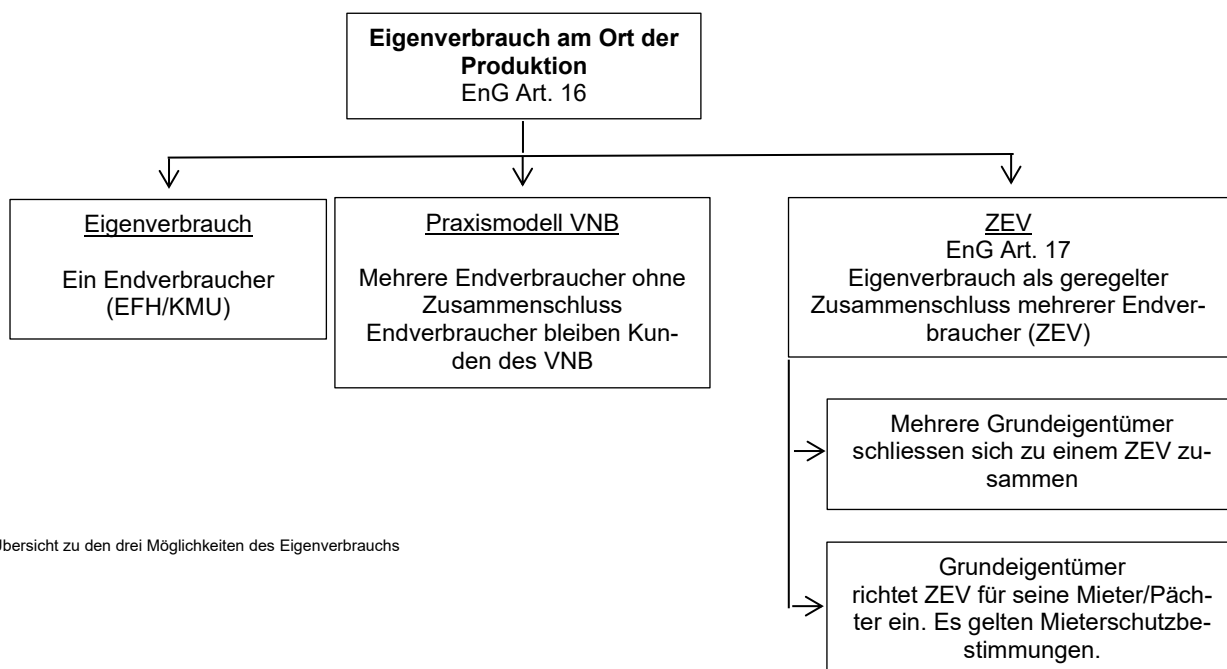 Eigenverbrauch am Ort der
Produktion
EnG Art. 16
Eigenverbrauch
Ein Endverbraucher
(EFH/KMU)
Praxismodell VNB
Mehrere Endverbraucher ohne
Zusammenschluss
Endverbraucher bleiben Kun-
den des VNB
ZEV
EnG Art. 17
Eigenverbrauch als geregelter
Zusammenschluss mehrerer Endver-
braucher (ZEV)
Mehrere Grundeigentümer
schliessen sich zu einem ZEV zu-
sammen
Übersicht zu den drei Möglichkeiten des Eigenverbrauchs
Grundeigentümer
richtet ZEV für seine Mieter/Päch-
ter ein. Es gelten Mieterschutzbe-
stimmungen.